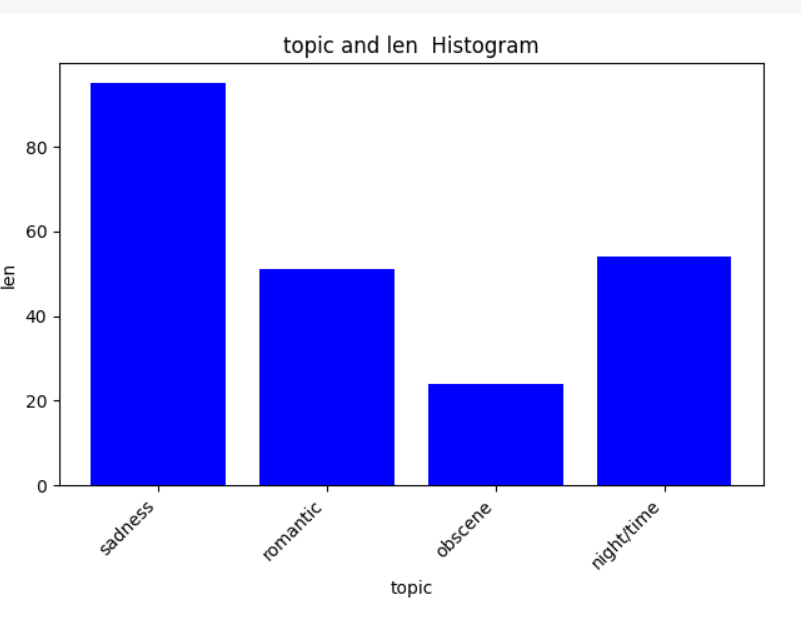 topic and len  Histogram
80
60
40
20
0
len
sadness
romantic
obscene
night/time
topic